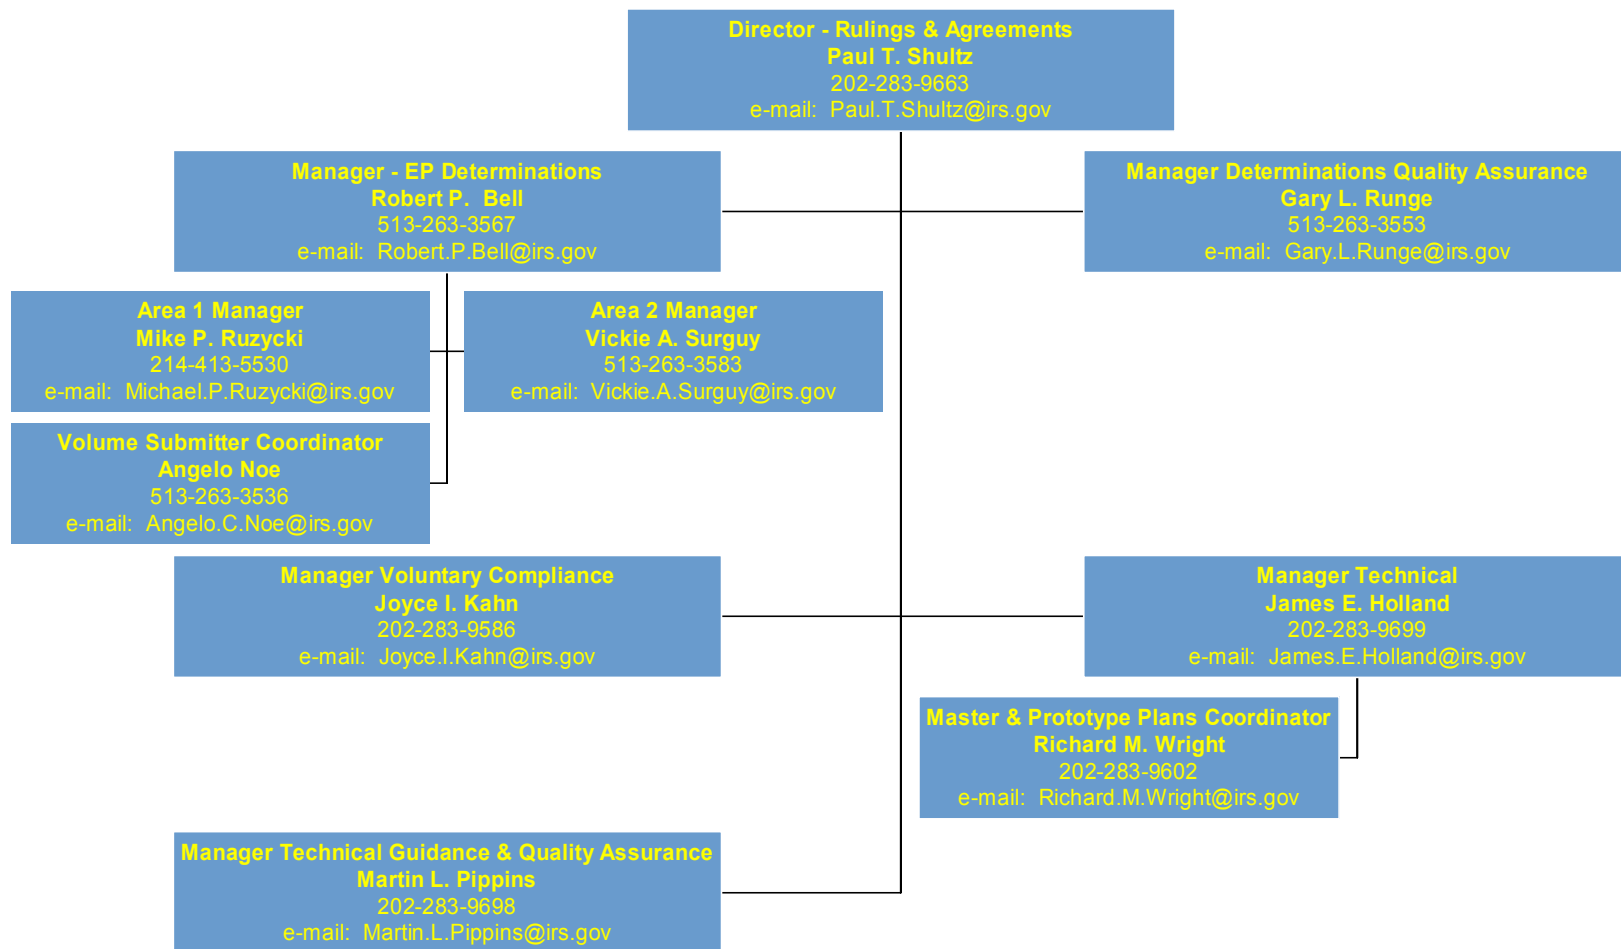 Director - Rulings & Agreements
Paul T. Shultz
202-283-9663
e-mail:  Paul.T.Shultz@irs.gov
Manager - EP Determinations
Robert P.  Bell
513-263-3567
e-mail:  Robert.P.Bell@irs.gov
Manager Determinations Quality Assurance
Gary L. Runge
513-263-3553
e-mail:  Gary.L.Runge@irs.gov
Area 1 Manager
Mike P. Ruzycki
214-413-5530
e-mail:  Michael.P.Ruzycki@irs.gov
Area 2 Manager
Vickie A. Surguy
513-263-3583
e-mail:  Vickie.A.Surguy@irs.gov
Volume Submitter Coordinator
Angelo Noe
513-263-3536
e-mail:  Angelo.C.Noe@irs.gov
Manager Voluntary Compliance
Joyce I. Kahn
202-283-9586
e-mail:  Joyce.I.Kahn@irs.gov
Manager Technical
James E. Holland
202-283-9699
e-mail:  James.E.Holland@irs.gov
Master & Prototype Plans Coordinator
Richard M. Wright
202-283-9602
e-mail:  Richard.M.Wright@irs.gov
Manager Technical Guidance & Quality Assurance
Martin L. Pippins
202-283-9698
e-mail:  Martin.L.Pippins@irs.gov